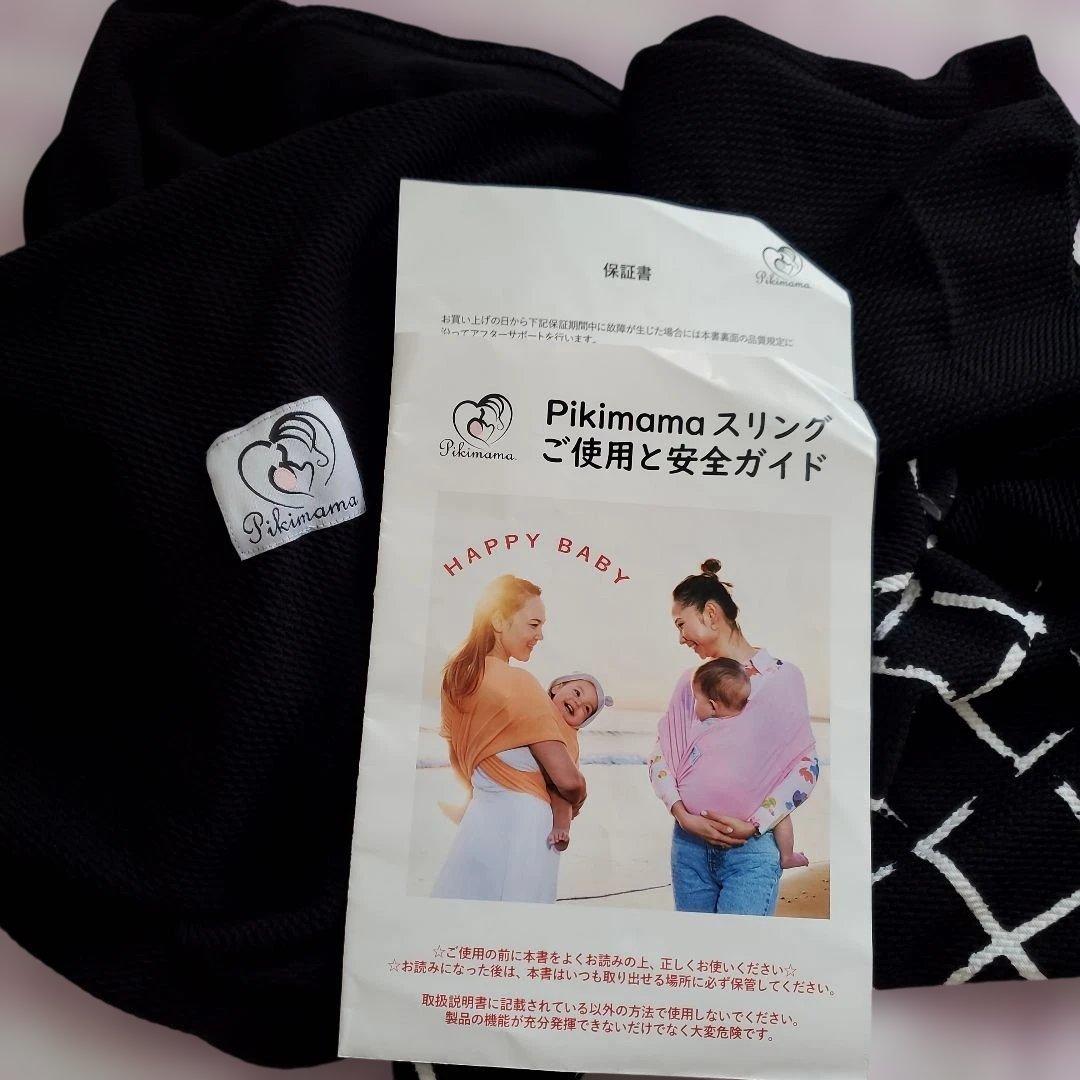 保証書
Pikimama
お買い上げの日から下記保証期間中に故障が生じた場合には本書裏面の品質規定に
沿ってアフターサポートを行います。
Pikimama
Pikimama スリング
ご使用と安全ガイド
Pikimama
HAPPY BABY
☆ご使用の前に本書をよくお読みの上、正しくお使いください☆
☆お読みになった後は、本書はいつも取り出せる場所に必ず保管してください。
取扱説明書に記載されている以外の方法で使用しないでください。
製品の機能が充分発揮できないだけでなく大変危険です。